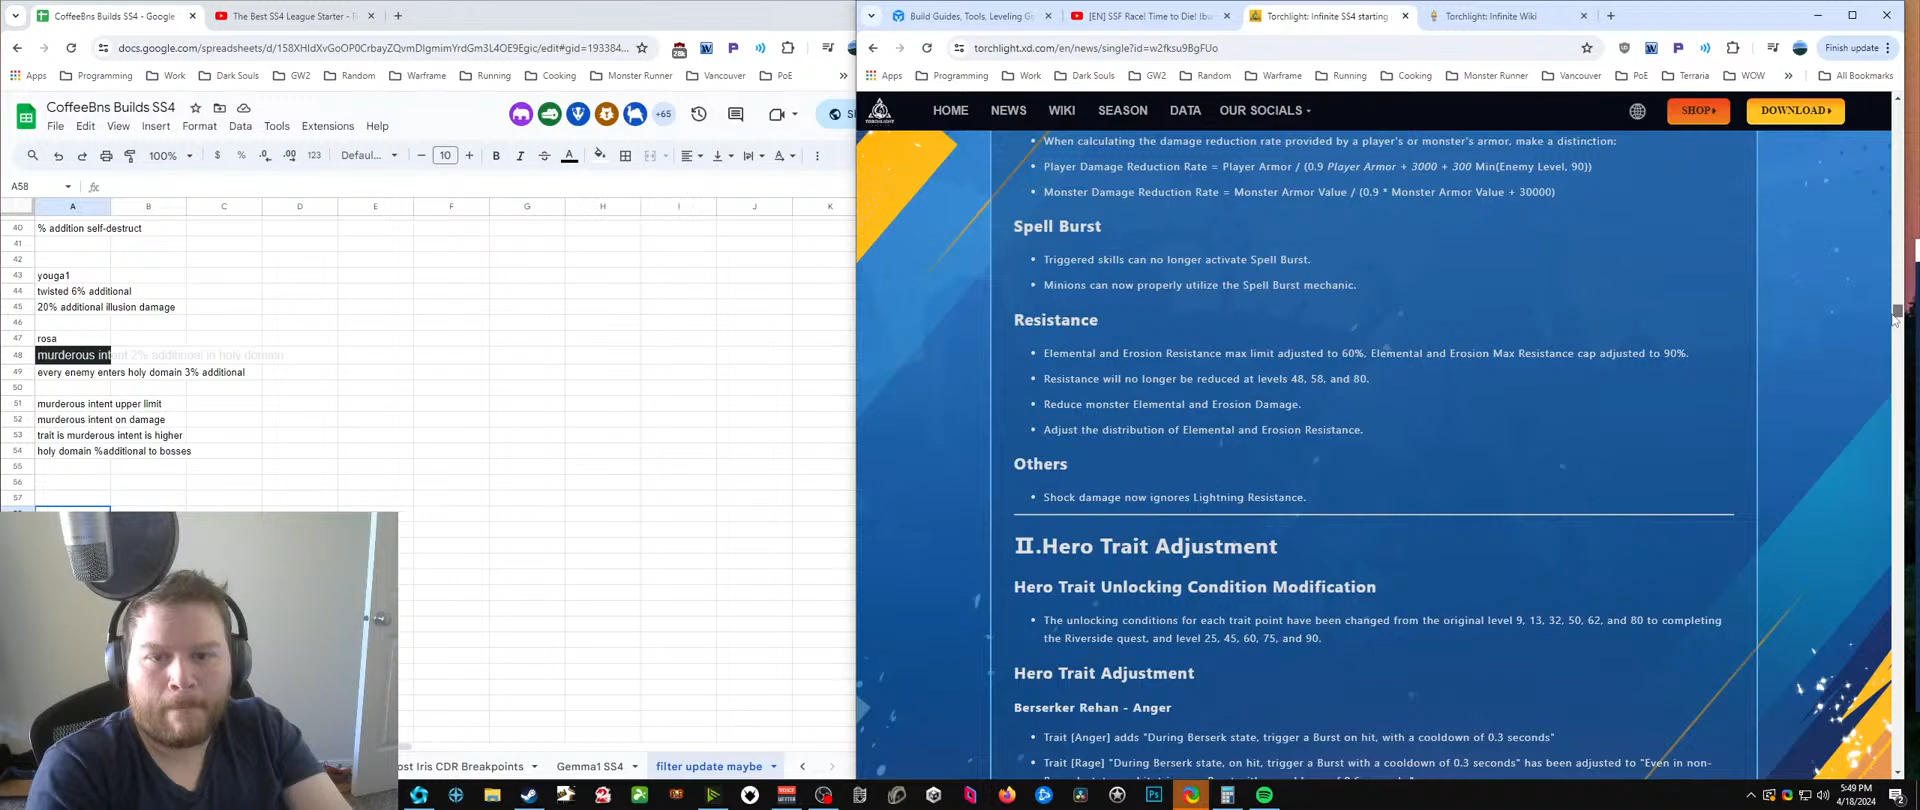 CoffeeBns Builds SS4 - Google
The Best SS4 League Starter -
Build Guides, Tools, Leveling
[EN] SSF Race! Time to Die!
Torchlight: Infinite SS4 starting
Torchlight: Infinite Wiki
torchlight.xd.com/en/news/single?id=w2fksu9BgFUo
Finish update
Apps Programming Work Dark Souls GW2 Random Warframe Running Cooking Monster Runner Vancouver PoE
Apps Programming Work Dark Souls GW2 Random Warframe Running Cooking Monster Runner Vancouver PoE Terraria WOW All Bookmarks
CoffeeBns Builds SS4
+65
File Edit View Insert Format Data Tools Extensions Help
100% $ % .0 .00 123 Defaul... 10 B I A
A58 fx
A B C D E F G H I J K
40 % addition self-destruct
41
42
43 youga1
44 twisted 6% additional
45 20% additional illusion damage
46
47 rosa
48 murderous intent 2% additional in holy domain
49 every enemy enters holy domain 3% additional
50
51 murderous intent upper limit
52 murderous intent on damage
53 trait is murderous intent is higher
54 holy domain %additional to bosses
55
56
57
ost Iris CDR Breakpoints Gemma1 SS4 filter update maybe
HOME NEWS WIKI SEASON DATA OUR SOCIALS SHOP DOWNLOAD
When calculating the damage reduction rate provided by a player's or monster's armor, make a distinction:
Player Damage Reduction Rate = Player Armor / (0.9 Player Armor + 3000 + 300 Min(Enemy Level, 90))
Monster Damage Reduction Rate = Monster Armor Value / (0.9 * Monster Armor Value + 30000)
Spell Burst
Triggered skills can no longer activate Spell Burst.
Minions can now properly utilize the Spell Burst mechanic.
Resistance
Elemental and Erosion Resistance max limit adjusted to 60%, Elemental and Erosion Max Resistance cap adjusted to 90%.
Resistance will no longer be reduced at levels 48, 58, and 80.
Reduce monster Elemental and Erosion Damage.
Adjust the distribution of Elemental and Erosion Resistance.
Others
Shock damage now ignores Lightning Resistance.
II.Hero Trait Adjustment
Hero Trait Unlocking Condition Modification
The unlocking conditions for each trait point have been changed from the original level 9, 13, 32, 50, 62, and 80 to completing
the Riverside quest, and level 25, 45, 60, 75, and 90.
Hero Trait Adjustment
Berserker Rehan - Anger
Trait [Anger] adds "During Berserk state, trigger a Burst on hit, with a cooldown of 0.3 seconds"
Trait [Rage] "During Berserk state, on hit, trigger a Burst with a cooldown of 0.3 seconds" has been adjusted to "Even in non-
5:49 PM
4/18/2024